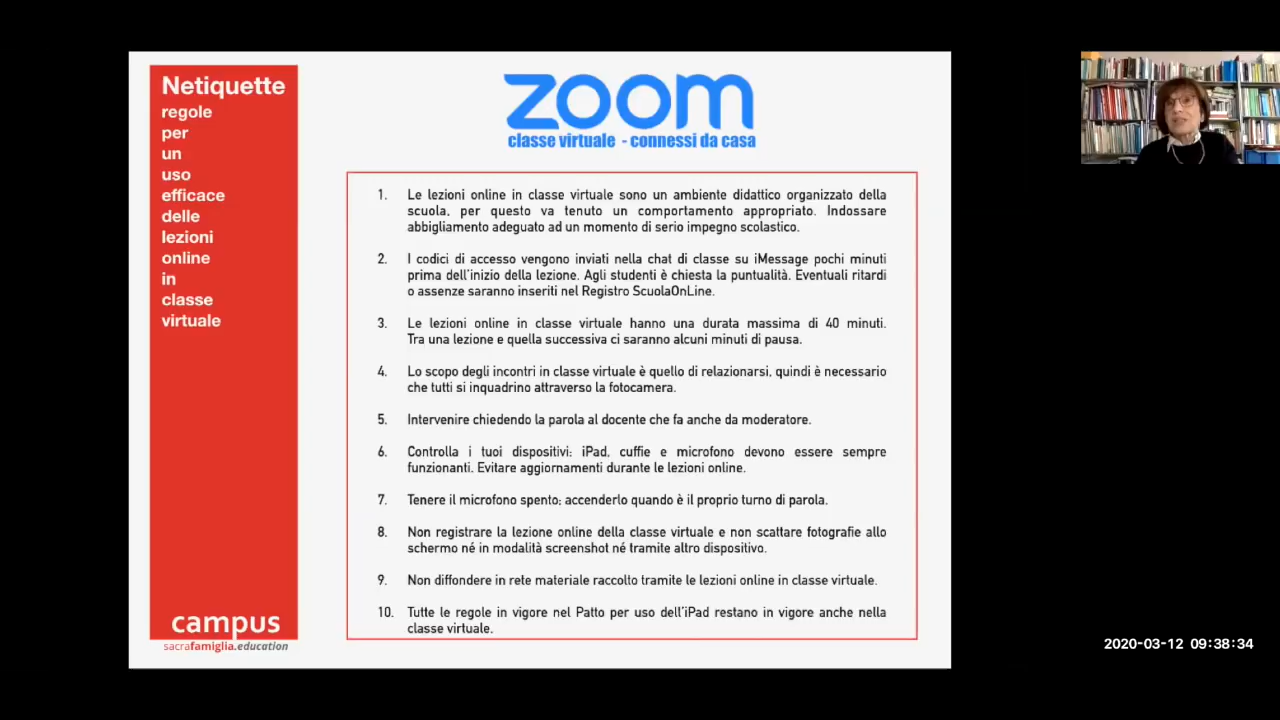 Netiquette
regole
per
un
uso
efficace
delle
lezioni
online
in
classe
virtuale
campus
sacrafamiglia.education
zoom
classe virtuale - connessi da casa
1. Le lezioni online in classe virtuale sono un ambiente didattico organizzato della
scuola, per questo va tenuto un comportamento appropriato. Indossare
abbigliamento adeguato ad un momento di serio impegno scolastico.
2. I codici di accesso vengono inviati nella chat di classe su iMessage pochi minuti
prima dell'inizio della lezione. Agli studenti è chiesta la puntualità. Eventuali ritardi
o assenze saranno inseriti nel Registro ScuolaOnLine.
3. Le lezioni online in classe virtuale hanno una durata massima di 40 minuti.
Tra una lezione e quella successiva ci saranno alcuni minuti di pausa.
4. Lo scopo degli incontri in classe virtuale è quello di relazionarsi, quindi è necessario
che tutti si inquadrino attraverso la fotocamera.
5. Intervenire chiedendo la parola al docente che fa anche da moderatore.
6. Controlla i tuoi dispositivi: iPad, cuffie e microfono devono essere sempre
funzionanti. Evitare aggiornamenti durante le lezioni online.
7. Tenere il microfono spento; accenderlo quando è il proprio turno di parola.
8. Non registrare la lezione online della classe virtuale e non scattare fotografie allo
schermo né in modalità screenshot né tramite altro dispositivo.
9. Non diffondere in rete materiale raccolto tramite le lezioni online in classe virtuale.
10. Tutte le regole in vigore nel Patto per uso dell'iPad restano in vigore anche nella
classe virtuale.
2020-03-12 09:38:34